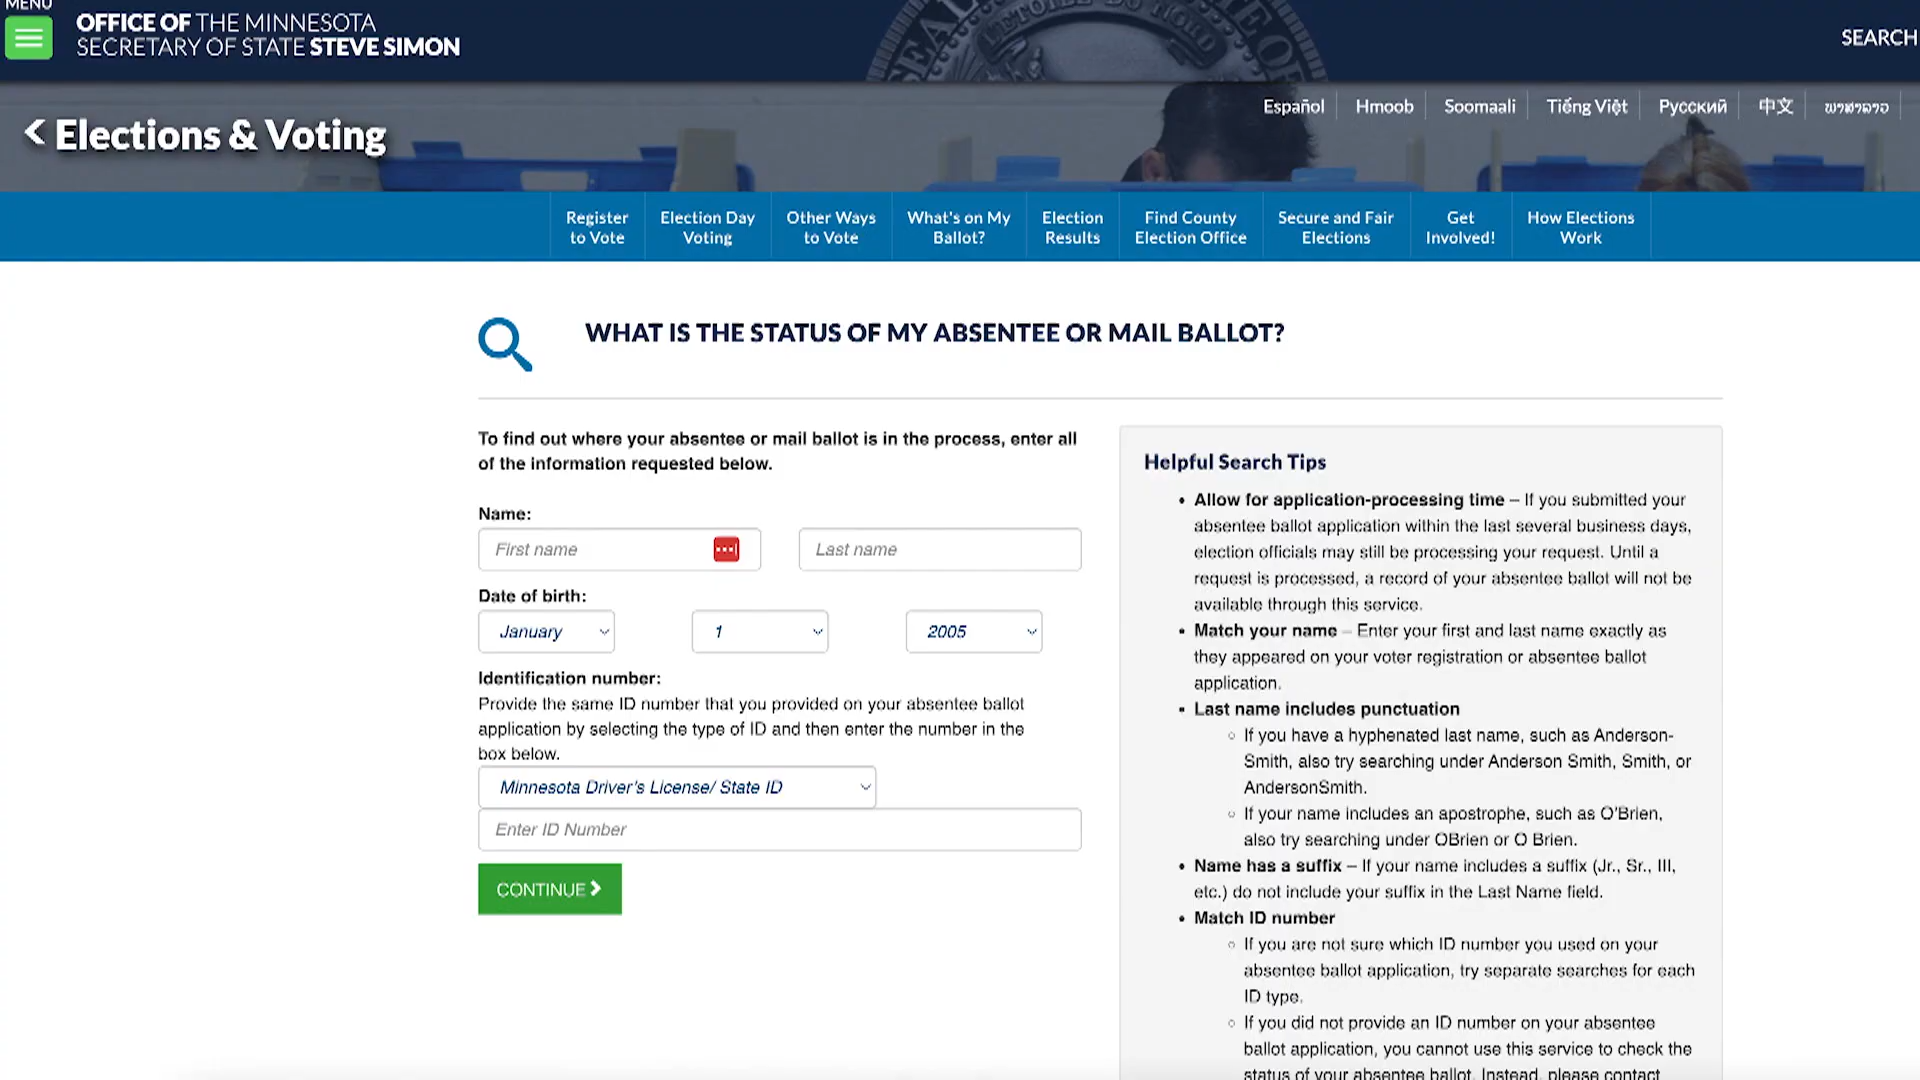 MENU
OFFICE OF THE MINNESOTA
SECRETARY OF STATE STEVE SIMON
SEARCH
L'ETOILE DU NORD
Español
Hmoob
Soomaali
Tiếng Việt
Русский
中文
ພາສາລາວ
Elections & Voting
Register
to Vote
Election Day
Voting
Other Ways
to Vote
What's on My
Ballot?
Election
Results
Find County
Election Office
Secure and Fair
Elections
Get
Involved!
How Elections
Work
WHAT IS THE STATUS OF MY ABSENTEE OR MAIL BALLOT?
To find out where your absentee or mail ballot is in the process, enter all
of the information requested below.
Name:
First name
Last name
Date of birth:
January
1
2005
Identification number:
Provide the same ID number that you provided on your absentee ballot
application by selecting the type of ID and then enter the number in the
box below.
Minnesota Driver's License/ State ID
Enter ID Number
CONTINUE
Helpful Search Tips
• Allow for application-processing time – If you submitted your
absentee ballot application within the last several business days,
election officials may still be processing your request. Until a
request is processed, a record of your absentee ballot will not be
available through this service.
• Match your name – Enter your first and last name exactly as
they appeared on your voter registration or absentee ballot
application.
• Last name includes punctuation
○ If you have a hyphenated last name, such as Anderson-
Smith, also try searching under Anderson Smith, Smith, or
AndersonSmith.
○ If your name includes an apostrophe, such as O'Brien,
also try searching under OBrien or O Brien.
• Name has a suffix – If your name includes a suffix (Jr., Sr., III,
etc.) do not include your suffix in the Last Name field.
• Match ID number
○ If you are not sure which ID number you used on your
absentee ballot application, try separate searches for each
ID type.
○ If you did not provide an ID number on your absentee
ballot application, you cannot use this service to check the
status of your absentee ballot. Instead, please contact